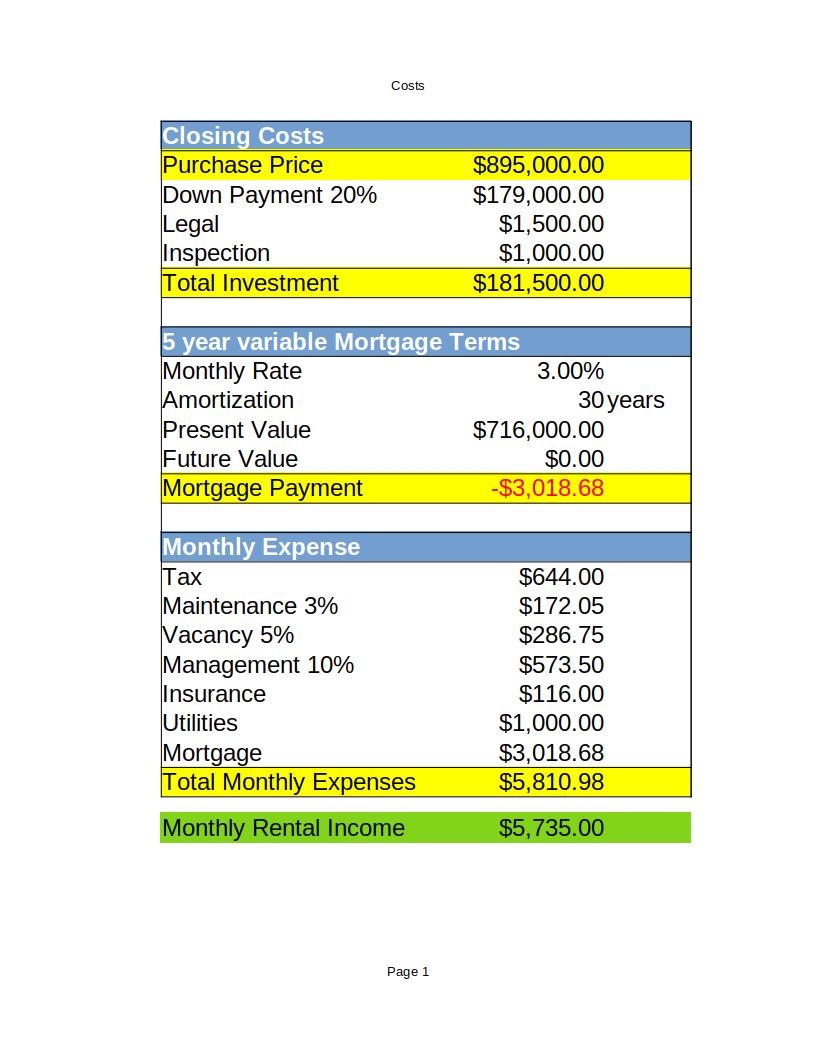 Costs
Closing Costs
Purchase Price $895,000.00
Down Payment 20% $179,000.00
Legal $1,500.00
Inspection $1,000.00
Total Investment $181,500.00
5 year variable Mortgage Terms
Monthly Rate 3.00%
Amortization 30 years
Present Value $716,000.00
Future Value $0.00
Mortgage Payment -$3,018.68
Monthly Expense
Tax $644.00
Maintenance 3% $172.05
Vacancy 5% $286.75
Management 10% $573.50
Insurance $116.00
Utilities $1,000.00
Mortgage $3,018.68
Total Monthly Expenses $5,810.98
Monthly Rental Income $5,735.00
Page 1